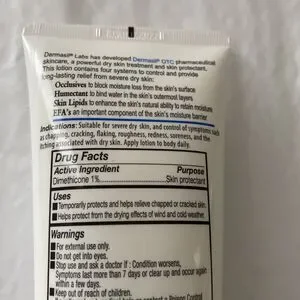 Dermasil® Labs has developed Dermasil® OTC pharmaceutical
skincare, a powerful dry skin treatment and skin protectant.
This lotion contains four systems to control and provide
long-lasting relief from severe dry skin:
Occlusives to block moisture loss from the skin's surface.
Humectant to bind water in the skin's outermost layers.
Skin Lipids to enhance the skin's natural ability to retain moisture.
EFA's an important component of the skin's moisture barrier.
Indications: Suitable for severe dry skin, and control of symptoms such
as chapping, cracking, flaking, roughness, redness, soreness, and the
itching associated with dry skin. Apply lotion to body daily.
Drug Facts
Active Ingredient Purpose
Dimethicone 1% Skin protectant
Uses
■ Temporarily protects and helps relieve chapped or cracked skin.
■ Helps protect from the drying effects of wind and cold weather.
Warnings
■ For external use only.
■ Do not get into eyes.
■ Stop use and ask a doctor if : Condition worsens,
Symptoms last more than 7 days or clear up and occur again
within a few days.
■ Keep out of reach of children.
Poison Control